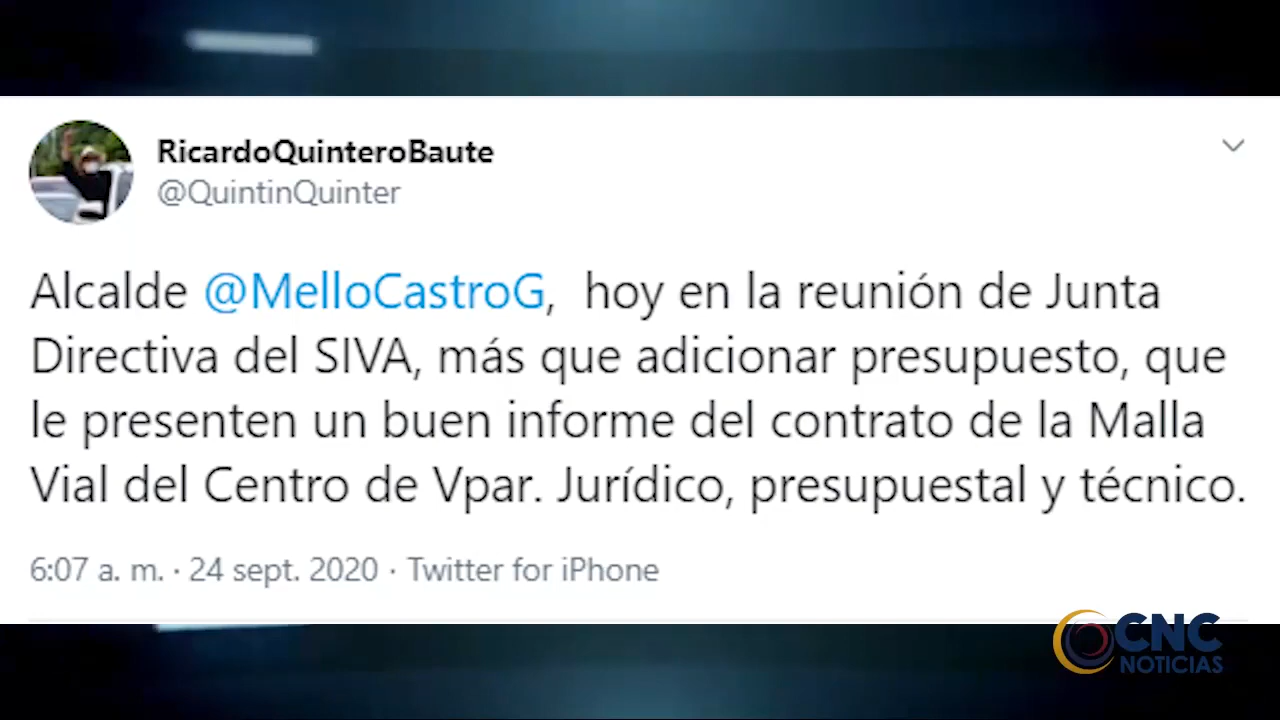 RicardoQuinteroBaute
@QuintinQuinter
Alcalde @MelloCastroG,  hoy en la reunión de Junta
Directiva del SIVA, más que adicionar presupuesto, que
le presenten un buen informe del contrato de la Malla
Vial del Centro de Vpar. Jurídico, presupuestal y técnico.
6:07 a. m. · 24 sept. 2020 · Twitter for iPhone
CNC
NOTICIAS